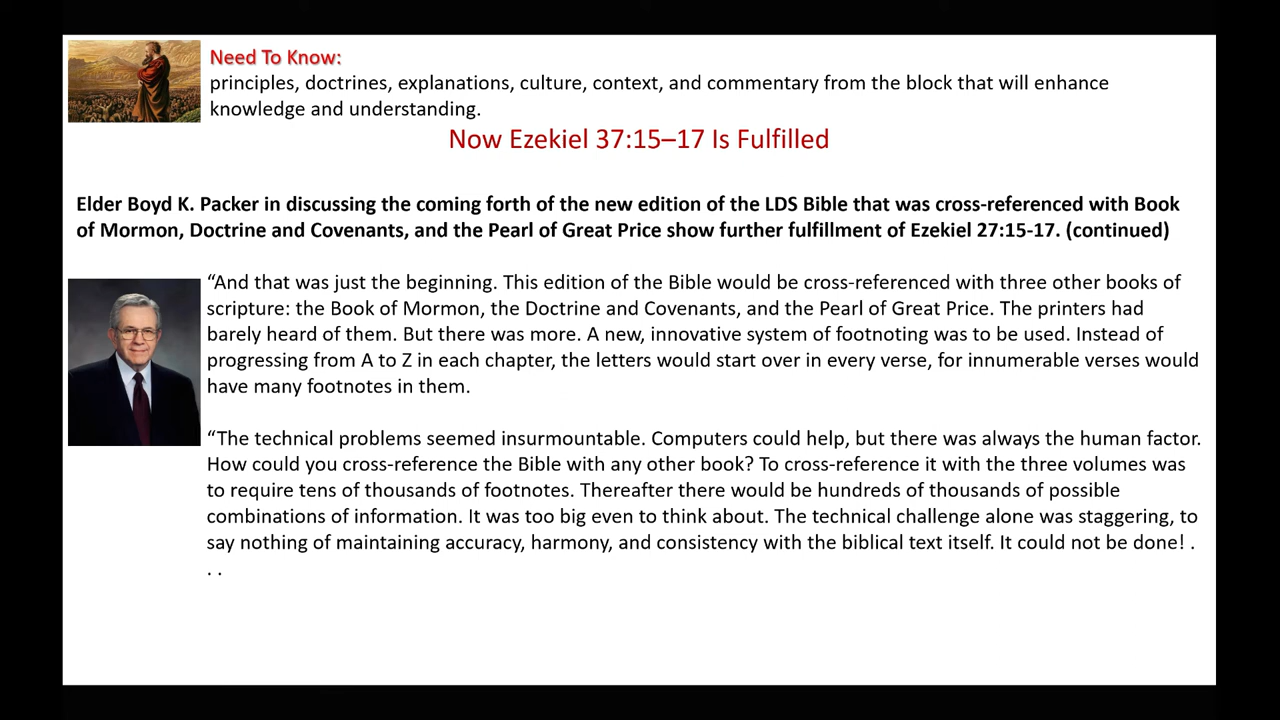 Need To Know:
principles, doctrines, explanations, culture, context, and commentary from the block that will enhance
knowledge and understanding.
Now Ezekiel 37:15–17 Is Fulfilled
Elder Boyd K. Packer in discussing the coming forth of the new edition of the LDS Bible that was cross-referenced with Book
of Mormon, Doctrine and Covenants, and the Pearl of Great Price show further fulfillment of Ezekiel 27:15-17. (continued)
“And that was just the beginning. This edition of the Bible would be cross-referenced with three other books of
scripture: the Book of Mormon, the Doctrine and Covenants, and the Pearl of Great Price. The printers had
barely heard of them. But there was more. A new, innovative system of footnoting was to be used. Instead of
progressing from A to Z in each chapter, the letters would start over in every verse, for innumerable verses would
have many footnotes in them.
“The technical problems seemed insurmountable. Computers could help, but there was always the human factor.
How could you cross-reference the Bible with any other book? To cross-reference it with the three volumes was
to require tens of thousands of footnotes. Thereafter there would be hundreds of thousands of possible
combinations of information. It was too big even to think about. The technical challenge alone was staggering, to
say nothing of maintaining accuracy, harmony, and consistency with the biblical text itself. It could not be done! .
. .